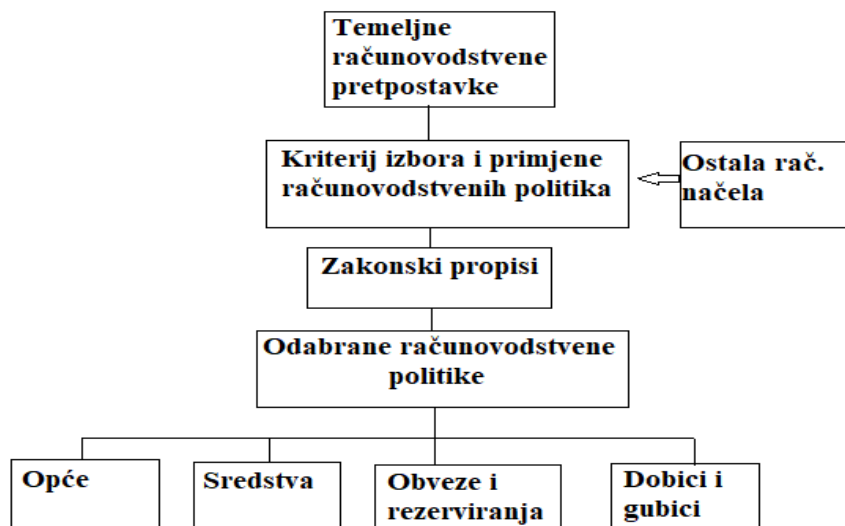 Temeljne
računovodstvene
pretpostavke
Kriterij izbora i primjene
računovodstvenih politika
Ostala rač.
načela
Zakonski propisi
Odabrane računovodstvene
politike
Opće
Sredstva
Obveze i
rezerviranja
Dobici i
gubici